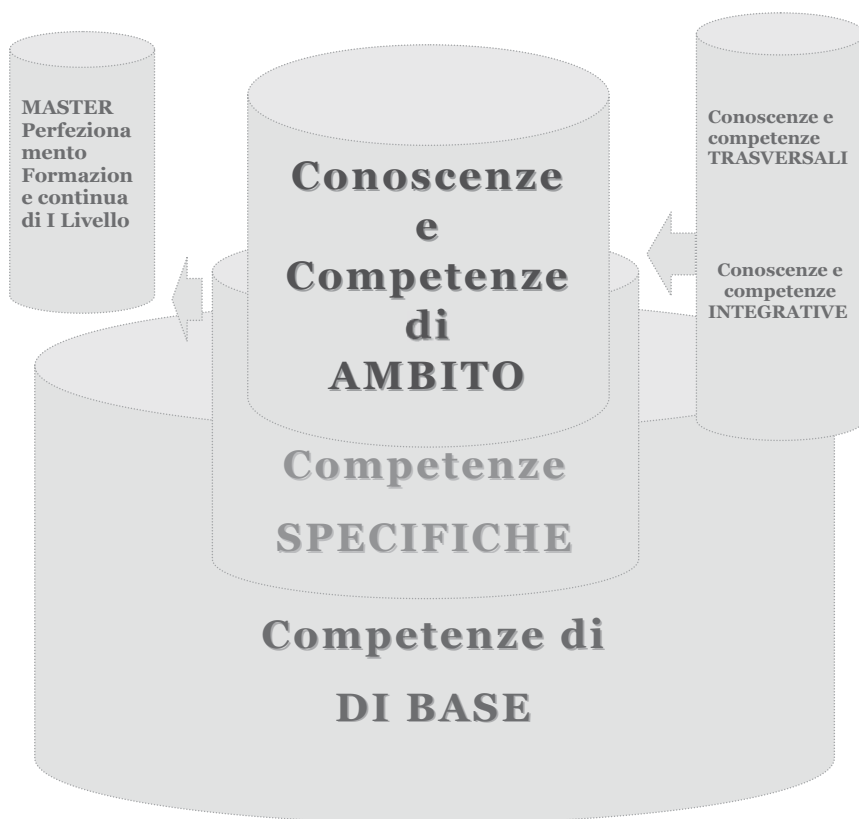 MASTER
Perfeziona
mento
Formazion
e continua
di I Livello
Conoscenze
e
Competenze
di
AMBITO
Conoscenze e
competenze
TRASVERSALI
Conoscenze e
competenze
INTEGRATIVE
Competenze
SPECIFICHE
Competenze di
DI BASE